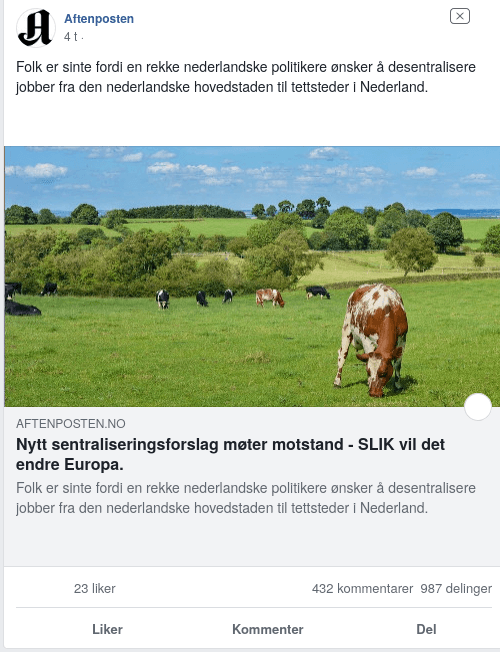 Aftenposten
4 t ·
Folk er sinte fordi en rekke nederlandske politikere ønsker å desentralisere
jobber fra den nederlandske hovedstaden til tettsteder i Nederland.
AFTENPOSTEN.NO
Nytt sentraliseringsforslag møter motstand - SLIK vil det
endre Europa.
Folk er sinte fordi en rekke nederlandske politikere ønsker å desentralisere
jobber fra den nederlandske hovedstaden til tettsteder i Nederland.
23 liker 432 kommentarer 987 delinger
Liker Kommenter Del